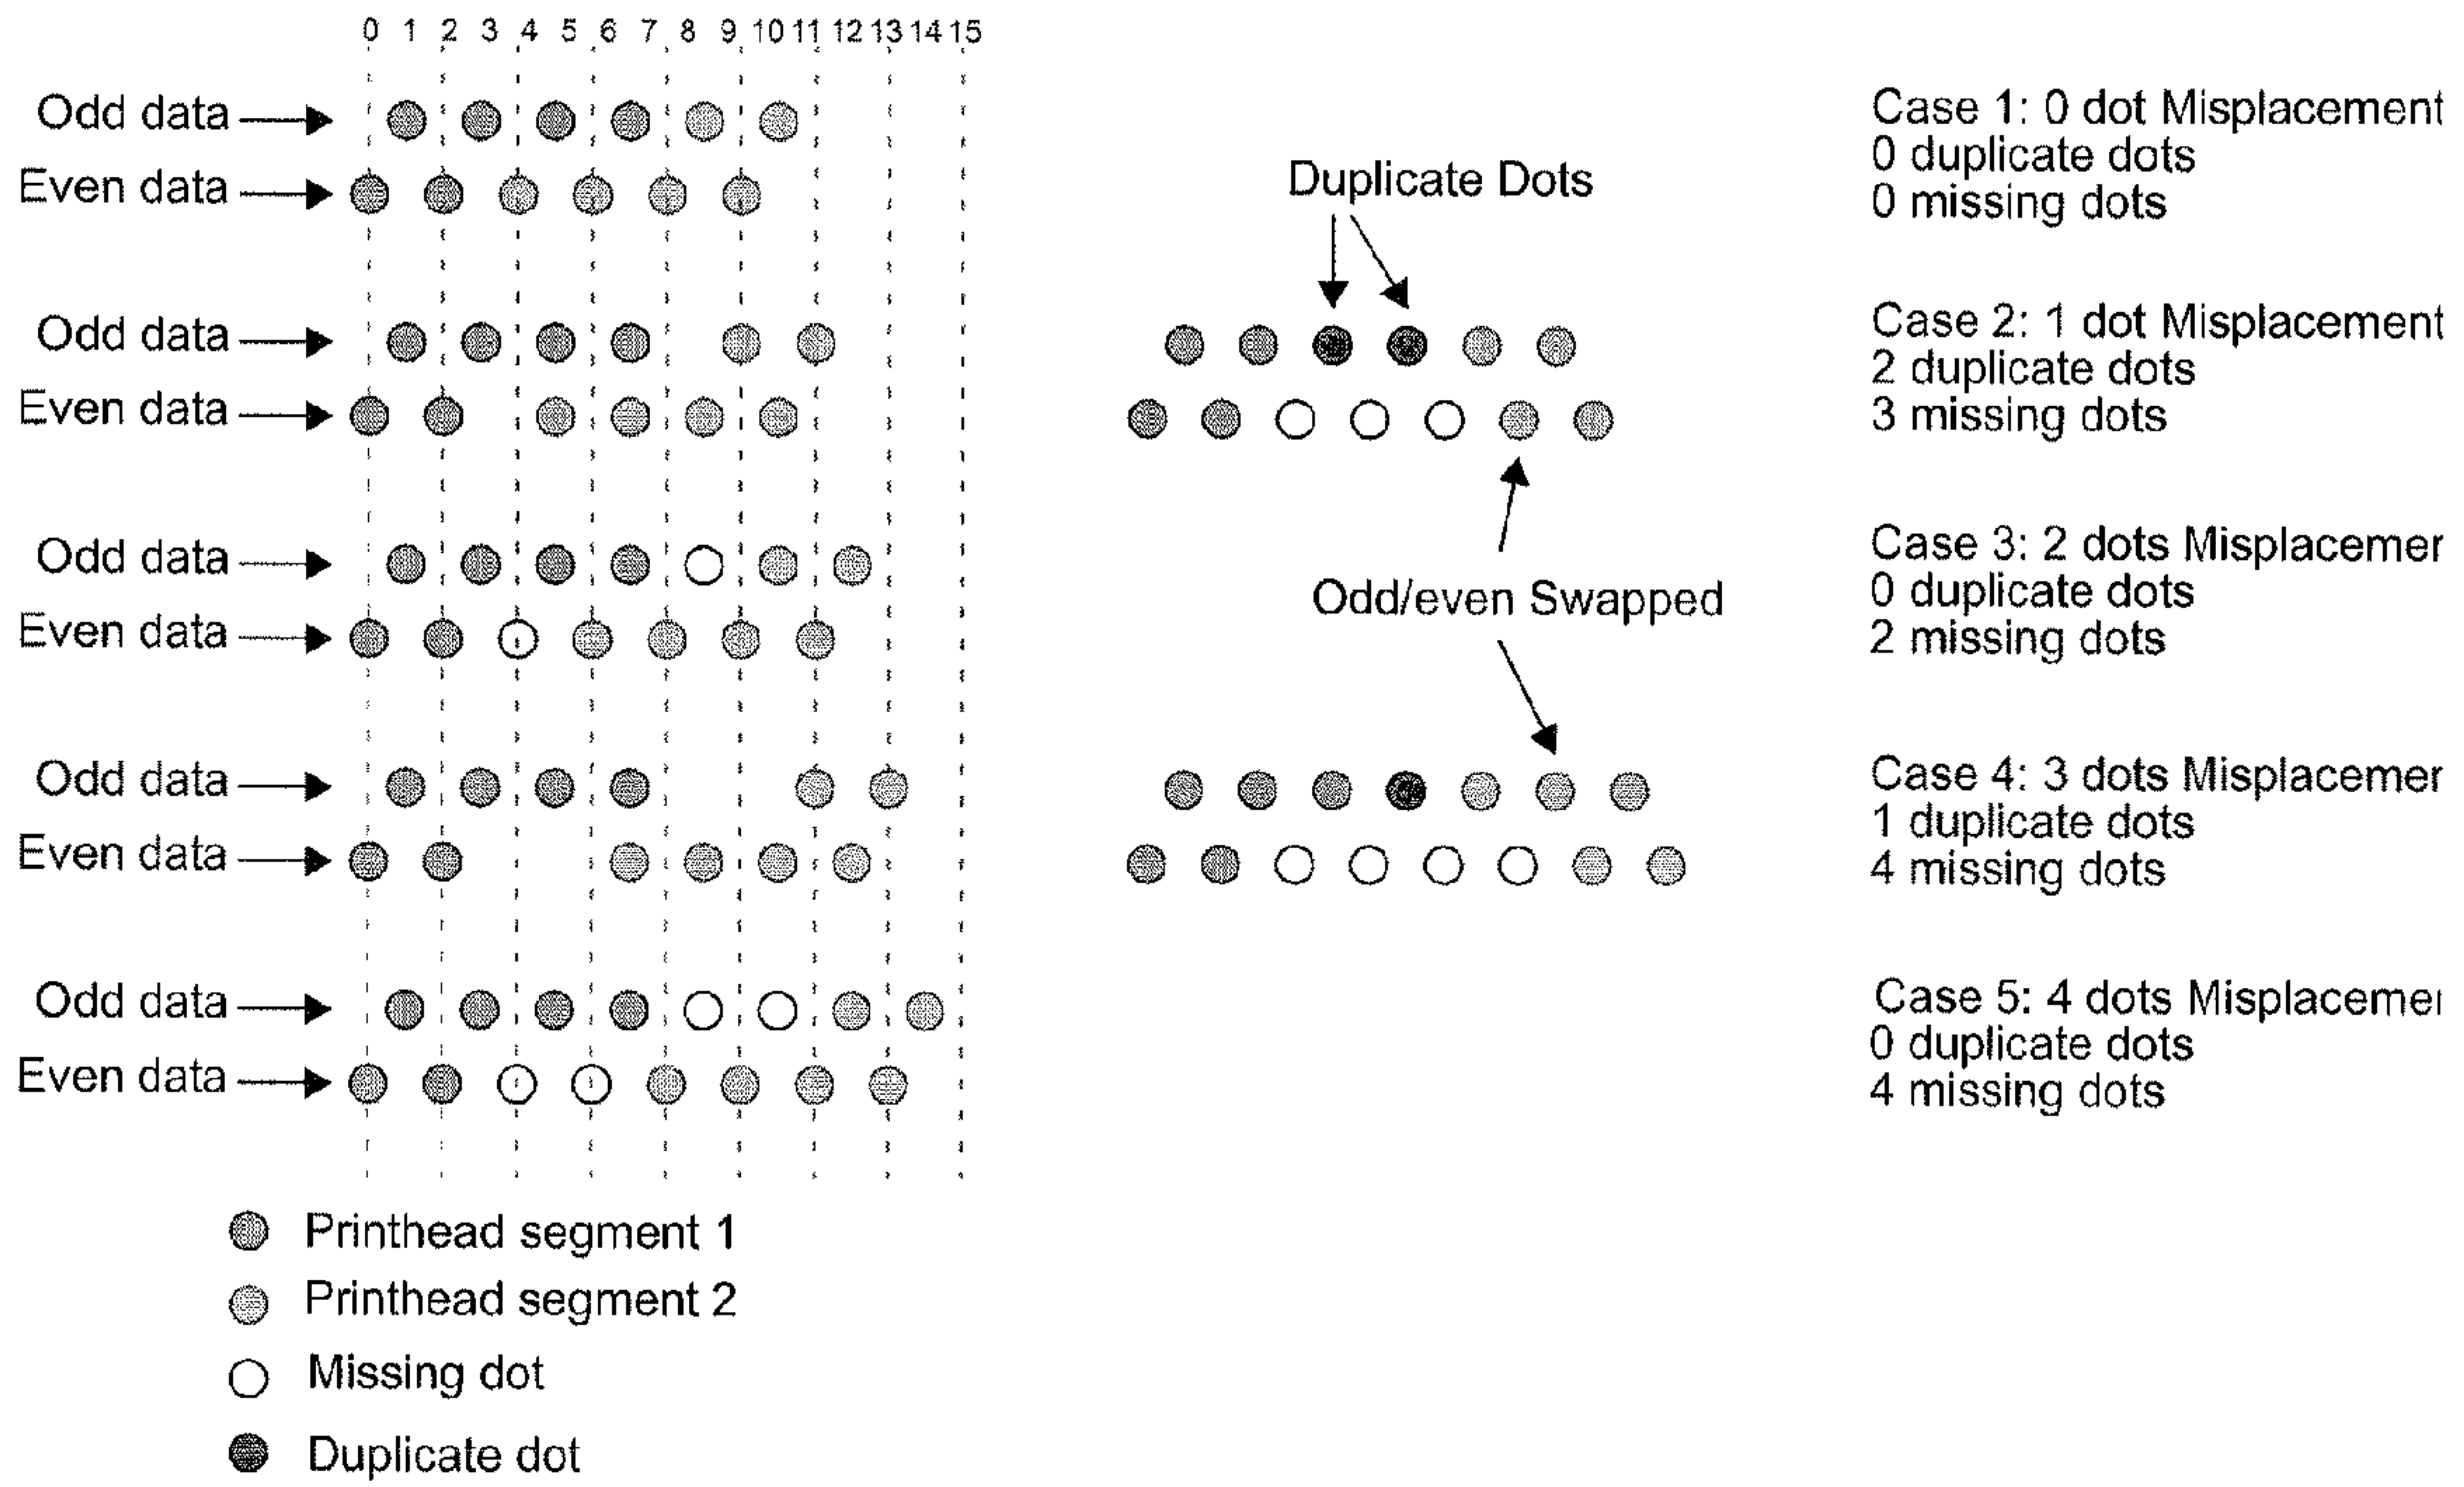 0 1 2 3 4 5 6 7 8 9 10 11 12 13 14 15
Odd data
Even data
Case 1: 0 dot Misplacement
0 duplicate dots
0 missing dots
Duplicate Dots
Odd data
Even data
Case 2: 1 dot Misplacement
2 duplicate dots
3 missing dots
Odd data
Even data
Odd/even Swapped
Case 3: 2 dots Misplacemer
0 duplicate dots
2 missing dots
Odd data
Even data
Case 4: 3 dots Misplacemer
1 duplicate dots
4 missing dots
Odd data
Even data
Case 5: 4 dots Misplacemei
0 duplicate dots
4 missing dots
Printhead segment 1
Printhead segment 2
Missing dot
Duplicate dot